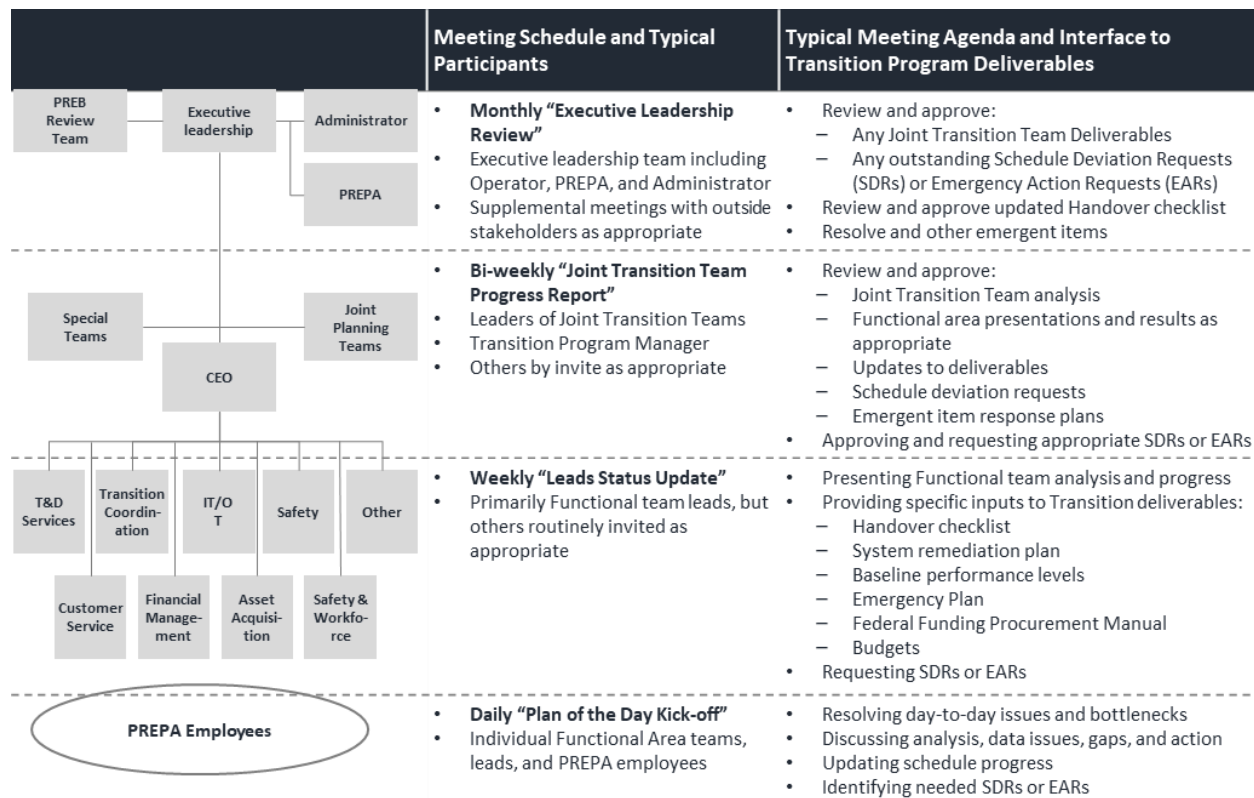 Meeting Schedule and Typical
Participants
Typical Meeting Agenda and Interface to
Transition Program Deliverables
PREB
Review
Team
Executive
leadership
Administrator
PREPA
• Monthly “Executive Leadership
Review”
• Executive leadership team including
Operator, PREPA, and Administrator
• Supplemental meetings with outside
stakeholders as appropriate
• Review and approve:
– Any Joint Transition Team Deliverables
– Any outstanding Schedule Deviation Requests
(SDRs) or Emergency Action Requests (EARs)
• Review and approve updated Handover checklist
• Resolve and other emergent items
Special
Teams
Joint
Planning
Teams
CEO
• Bi-weekly “Joint Transition Team
Progress Report”
• Leaders of Joint Transition Teams
• Transition Program Manager
• Others by invite as appropriate
• Review and approve:
– Joint Transition Team analysis
– Functional area presentations and results as
appropriate
– Updates to deliverables
– Schedule deviation requests
– Emergent item response plans
• Approving and requesting appropriate SDRs or EARs
T&D
Services
Transition
Coordin-
ation
IT/O
T
Safety
Other
Customer
Service
Financial
Manage-
ment
Asset
Acquisi-
tion
Safety &
Workfo-
rce
• Weekly “Leads Status Update”
• Primarily Functional team leads, but
others routinely invited as
appropriate
• Presenting Functional team analysis and progress
• Providing specific inputs to Transition deliverables:
– Handover checklist
– System remediation plan
– Baseline performance levels
– Emergency Plan
– Federal Funding Procurement Manual
– Budgets
• Requesting SDRs or EARs
PREPA Employees
• Daily “Plan of the Day Kick-off”
• Individual Functional Area teams,
leads, and PREPA employees
• Resolving day-to-day issues and bottlenecks
• Discussing analysis, data issues, gaps, and action
• Updating schedule progress
• Identifying needed SDRs or EARs